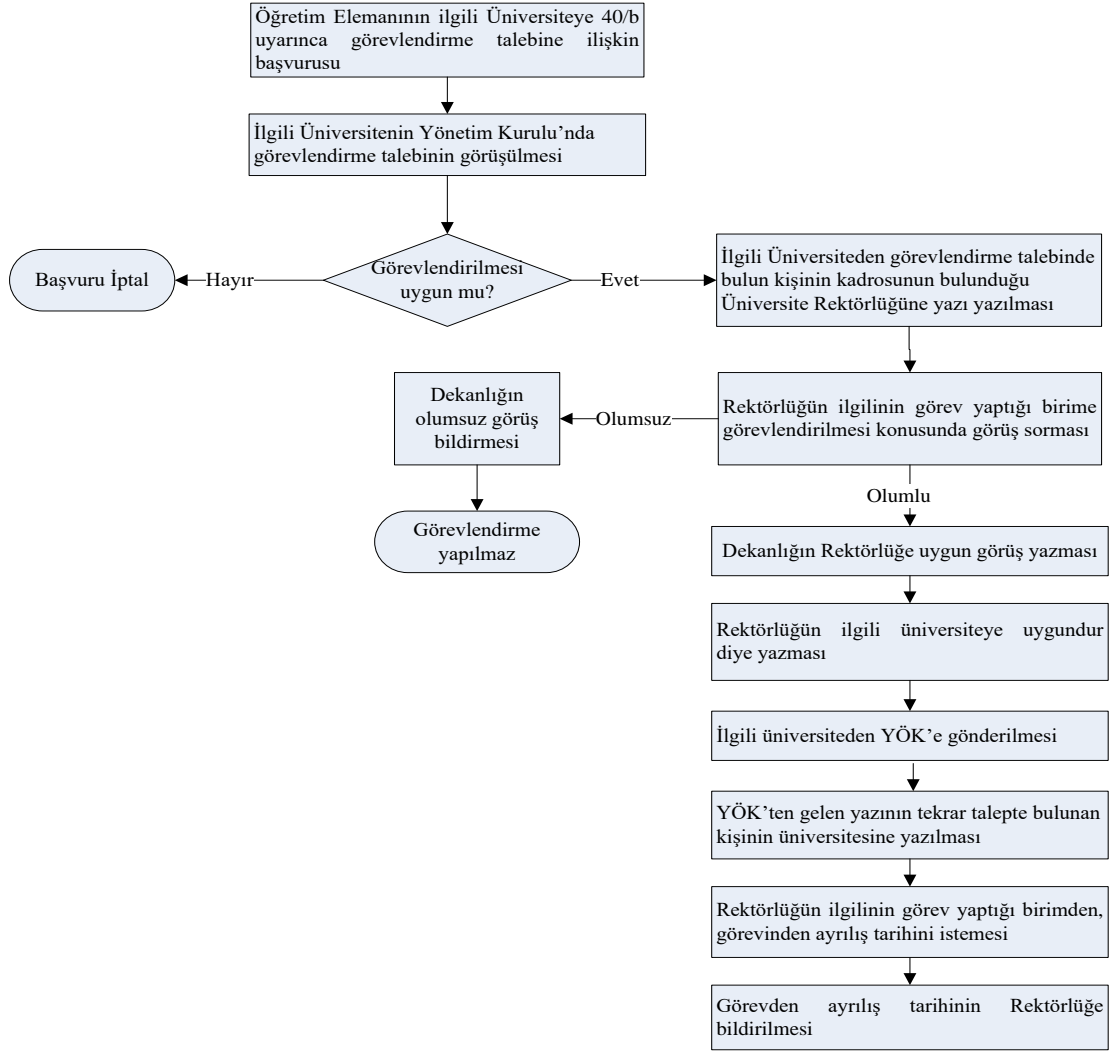 Öğretim Elemanının ilgili Üniversiteye 40/b
uyarınca görevlendirme talebine ilişkin
başvurusu
İlgili Üniversitenin Yönetim Kurulu’nda
görevlendirme talebinin görüşülmesi
Görevlendirilmesi
uygun mu?
Hayır
Başvuru İptal
Evet
İlgili Üniversiteden görevlendirme talebinde
bulun kişinin kadrosunun bulunduğu
Üniversite Rektörlüğüne yazı yazılması
Rektörlüğün ilgilinin görev yaptığı birime
görevlendirilmesi konusunda görüş sorması
Olumsuz
Dekanlığın
olumsuz görüş
bildirmesi
Görevlendirme
yapılmaz
Olumlu
Dekanlığın Rektörlüğe uygun görüş yazması
Rektörlüğün ilgili üniversiteye uygundur
diye yazması
İlgili üniversiteden YÖK’e gönderilmesi
YÖK’ten gelen yazının tekrar talepte bulunan
kişinin üniversitesine yazılması
Rektörlüğün ilgilinin görev yaptığı birimden,
görevinden ayrılış tarihini istemesi
Görevden ayrılış tarihinin Rektörlüğe
bildirilmesi